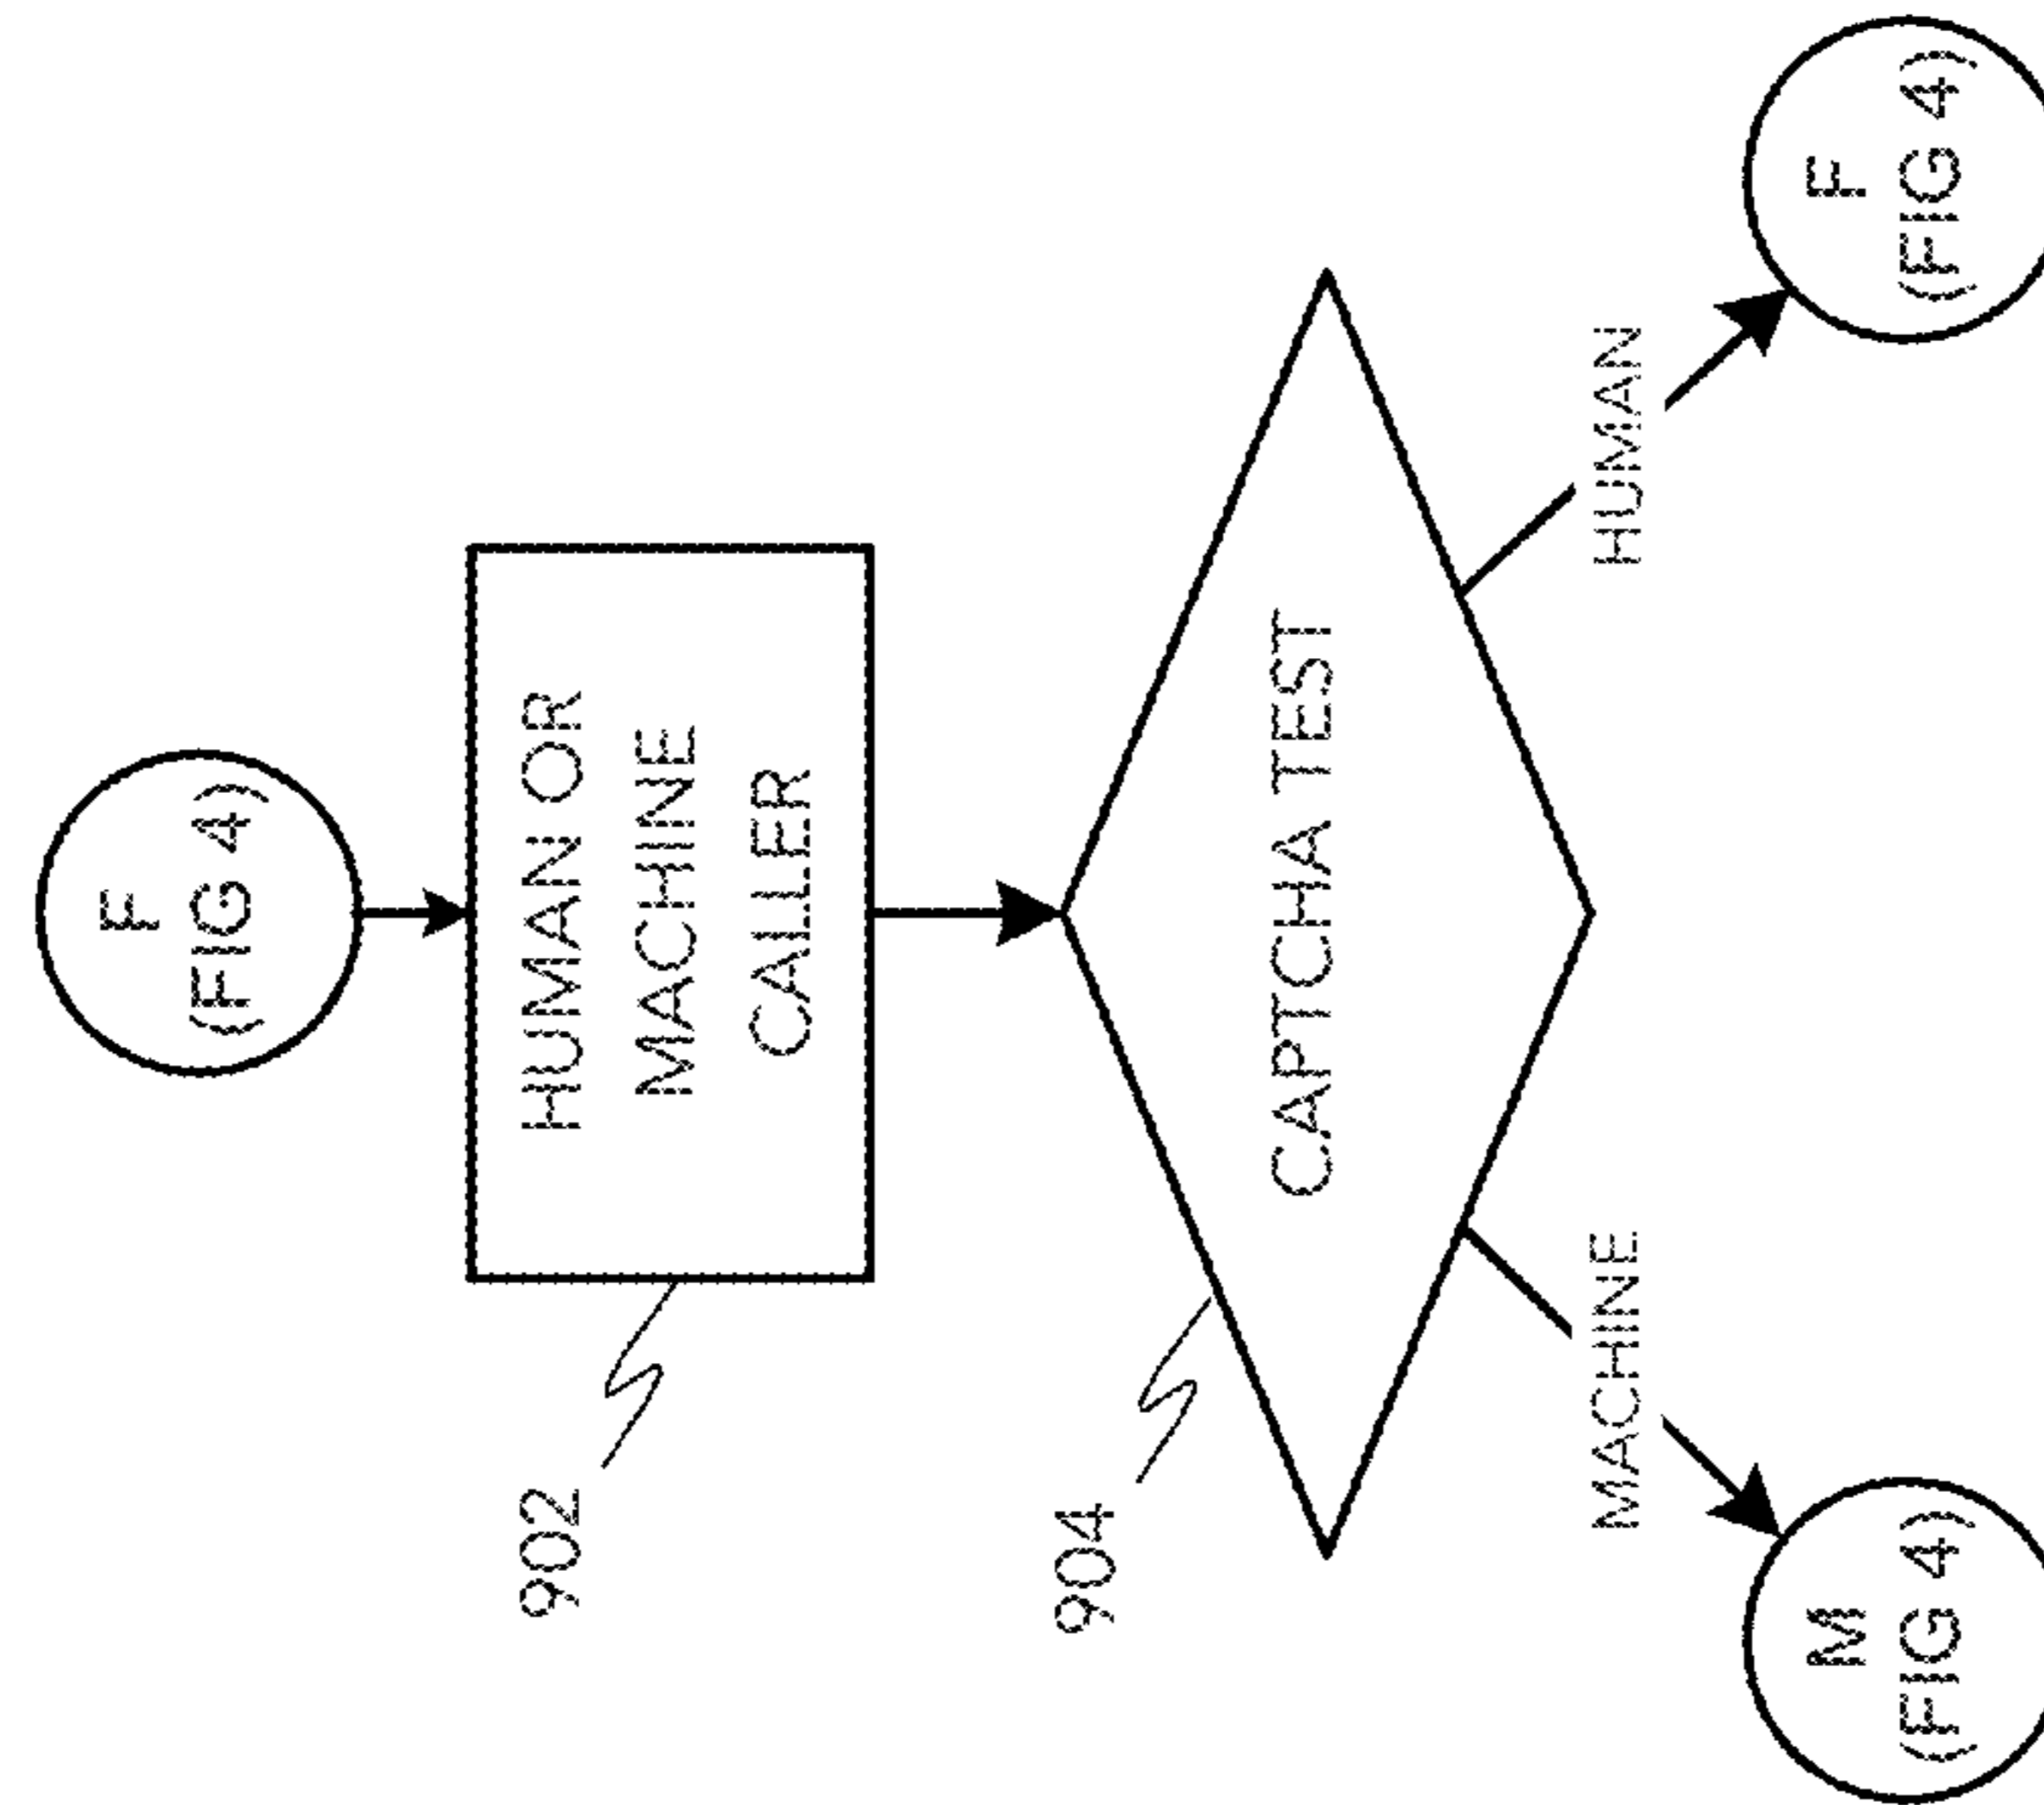 F
(FIG 4)
902
HUMAN OR
MACHINE
CALLER
904
CAPTCHA TEST
MACHINE
HUMAN
M
(FIG 4)
F
(FIG 4)